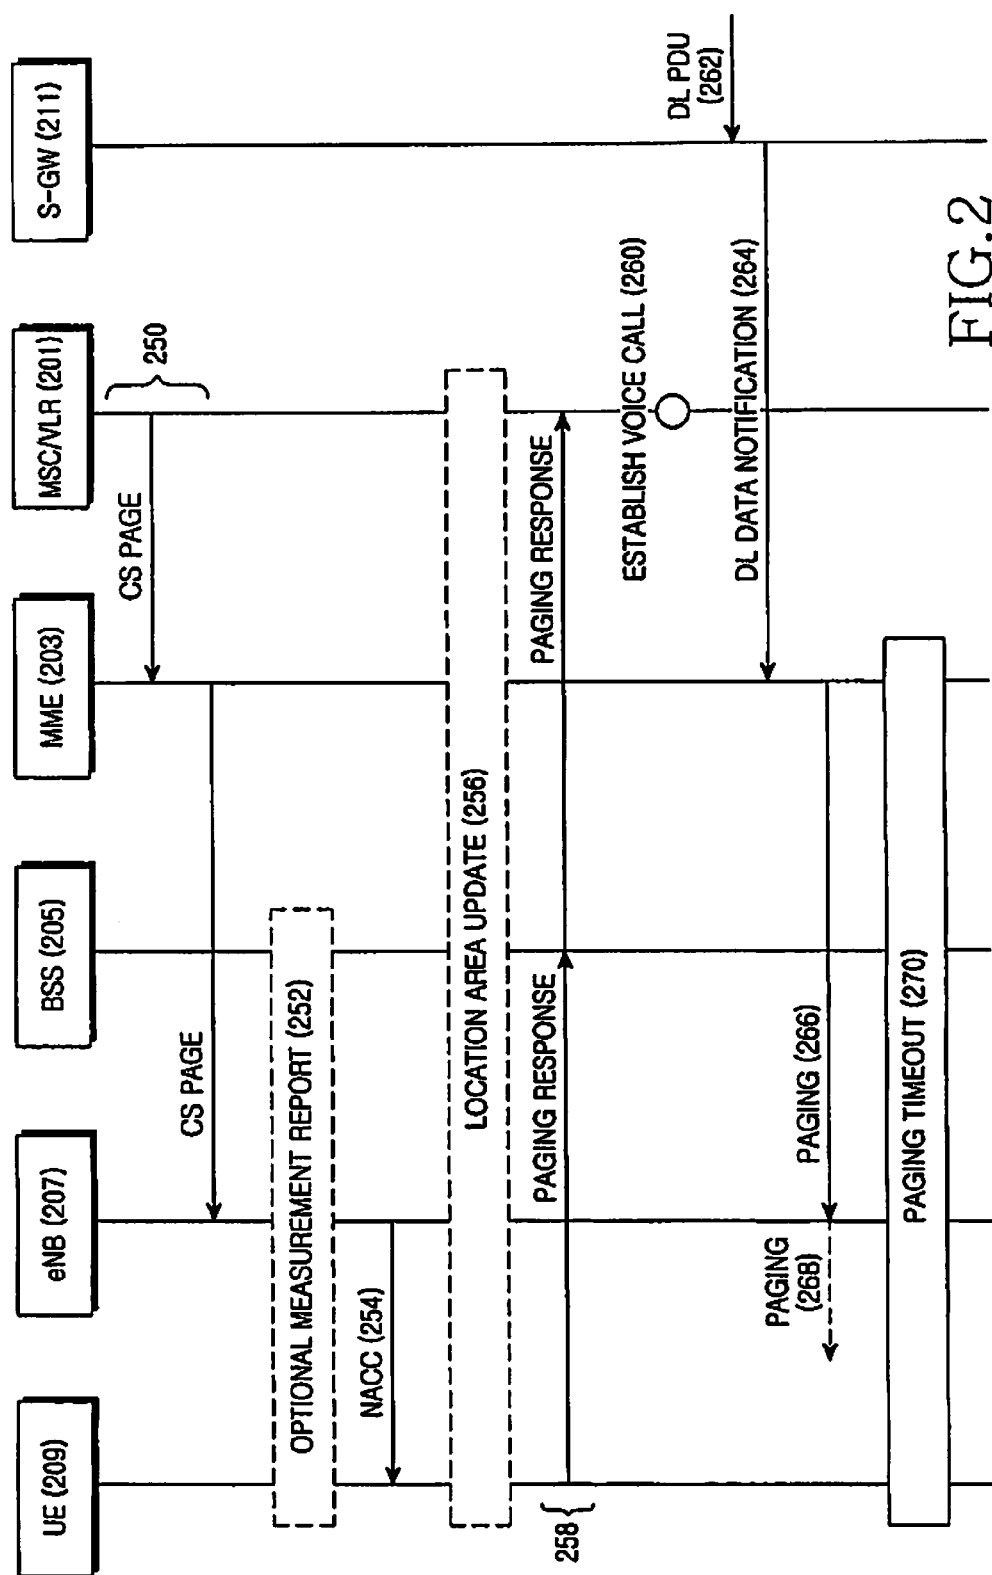 UE (209)
eNB (207)
BSS (205)
MME (203)
MSC/VLR (201)
S-GW (211)
CS PAGE
250
CS PAGE
OPTIONAL MEASUREMENT REPORT (252)
NACC (254)
LOCATION AREA UPDATE (256)
258
PAGING RESPONSE
PAGING RESPONSE
ESTABLISH VOICE CALL (260)
DL PDU
(262)
DL DATA NOTIFICATION (264)
PAGING (266)
PAGING
(268)
PAGING TIMEOUT (270)
FIG.2